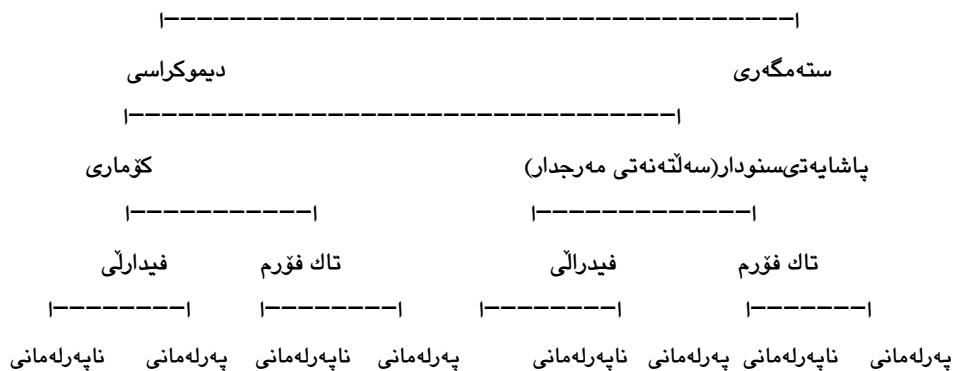 ستەمگەری دیموکراسی
پاشایەتیسنودار(سەڵتەنەتی مەرجدار) کۆماری
تاك فۆرم فیدراڵی تاك فۆرم فیدارلٚی
پەرلەمانی ناپەرلەمانی پەرلەمانی ناپەرلەمانی پەرلەمانی ناپەرلەمانی پەرلەمانی ناپەرلەمانی